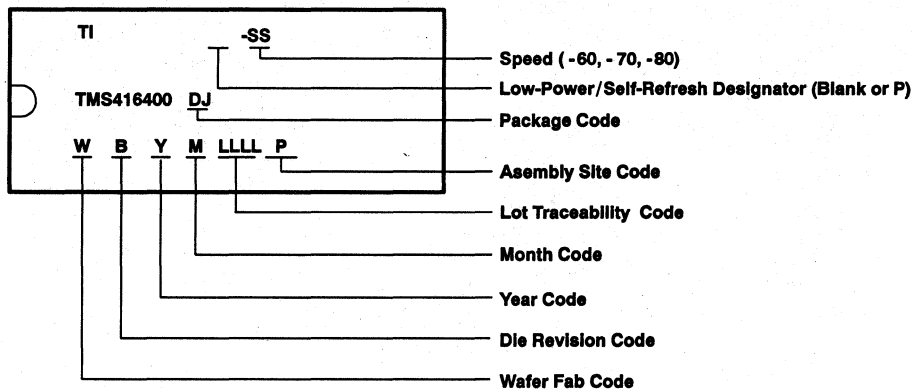 TI
-SS
Speed ( -60, - 70, -80)
Low-Power/Self-Refresh Designator (Blank or P)
TMS416400 DJ
Package Code
W B Y M LLLL P
Asembly Site Code
Lot Traceability Code
Month Code
Year Code
Die Revision Code
Wafer Fab Code